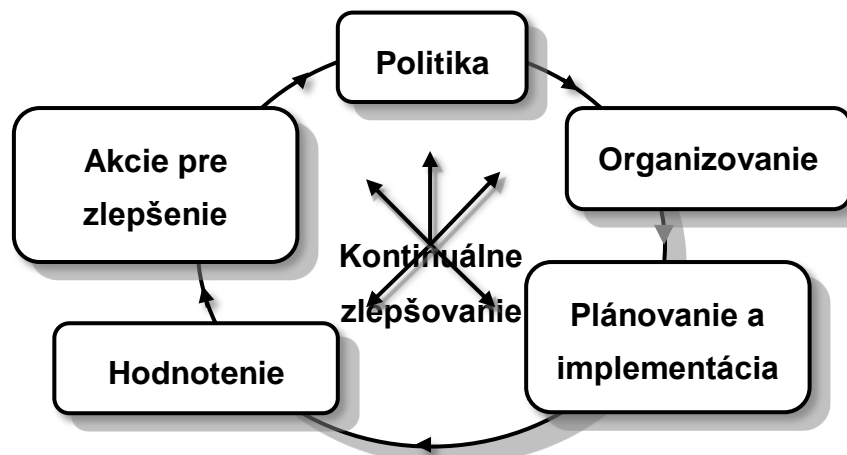 Politika
Organizovanie
Plánovanie a
implementácia
Hodnotenie
Akcie pre
zlepšenie
Kontinuálne
zlepšovanie